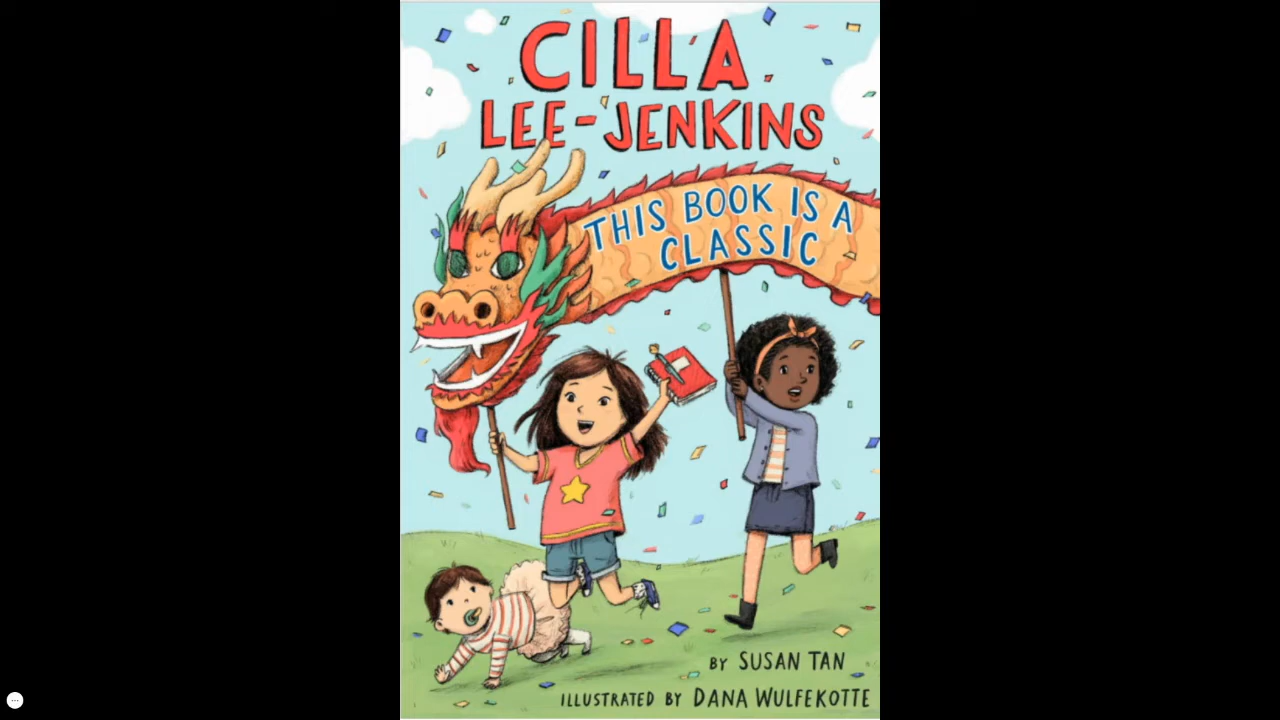 CILLA
LEE-JENKINS
THIS BOOK IS A
CLASSIC
BY SUSAN TAN
ILLUSTRATED BY DANA WULFEKOTTE